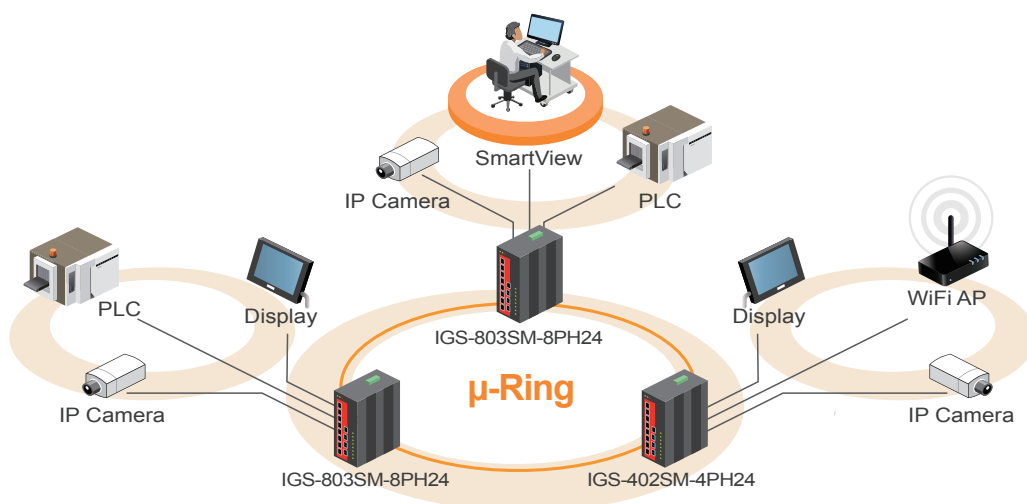 SmartView
IP Camera
PLC
PLC
Display
Display
WiFi AP
IGS-803SM-8PH24
µ-Ring
IP Camera
IP Camera
IGS-803SM-8PH24
IGS-402SM-4PH24